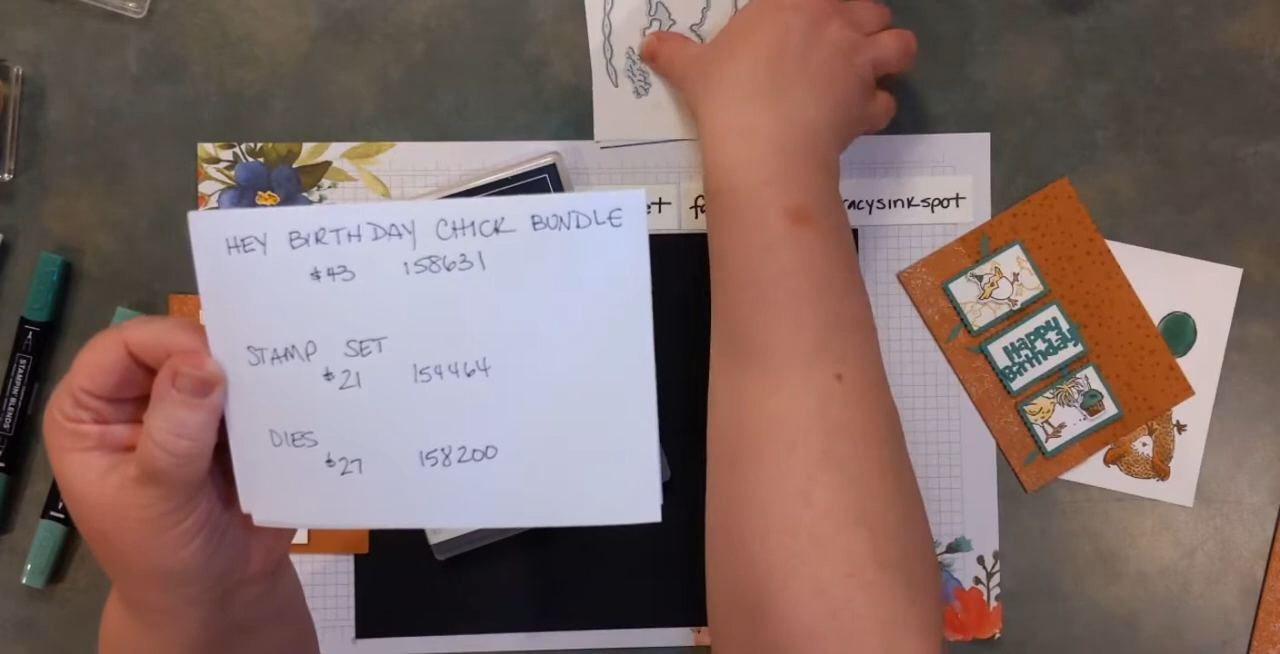 HEY BIRTHDAY CHICK BUNDLE
$43 158631
STAMP SET
$21 154464
DIES
$27 158200
racysinkspot
Happy
Birthday
STAMPIN' BLENDS